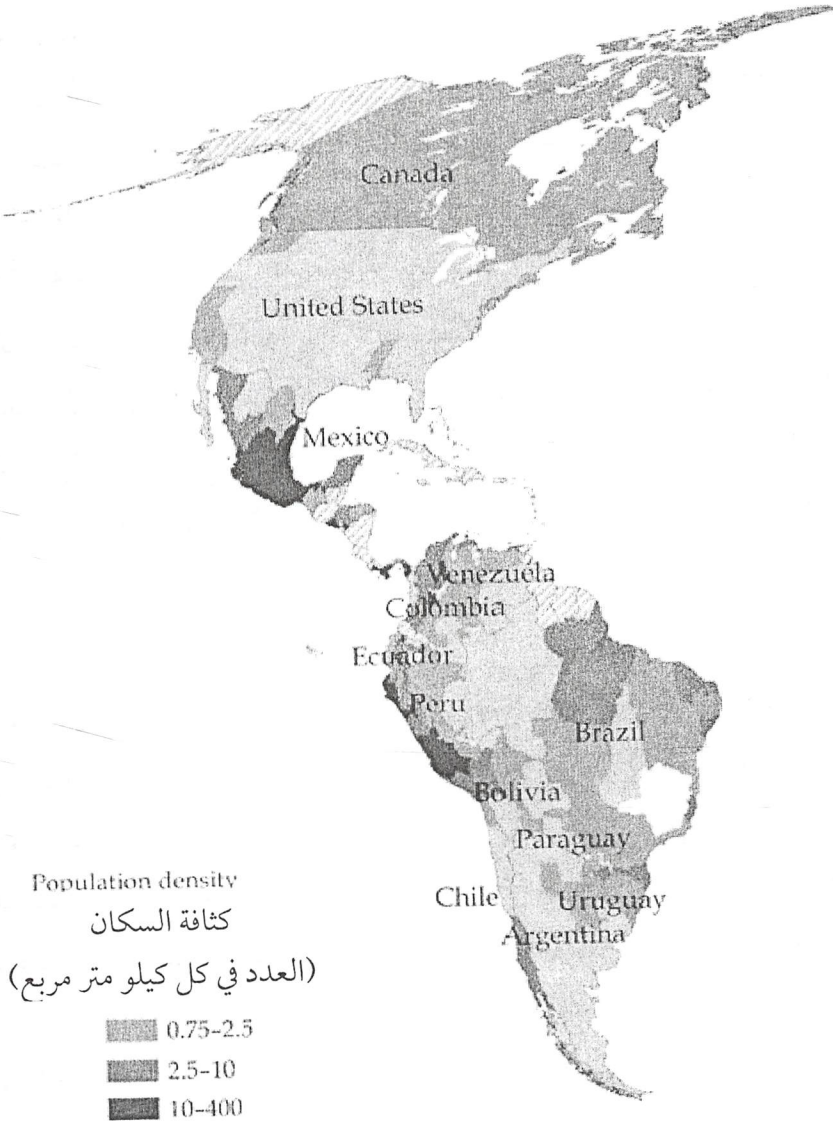 Canada
United States
Mexico
Venezuela
Colombia
Ecuador
Peru
Brazil
Bolivia
Paraguay
Chile
Uruguay
Argentina
Population density
كثافة السكان
(العدد في كل كيلو متر مربع)
0.75-2.5
2.5-10
10-400